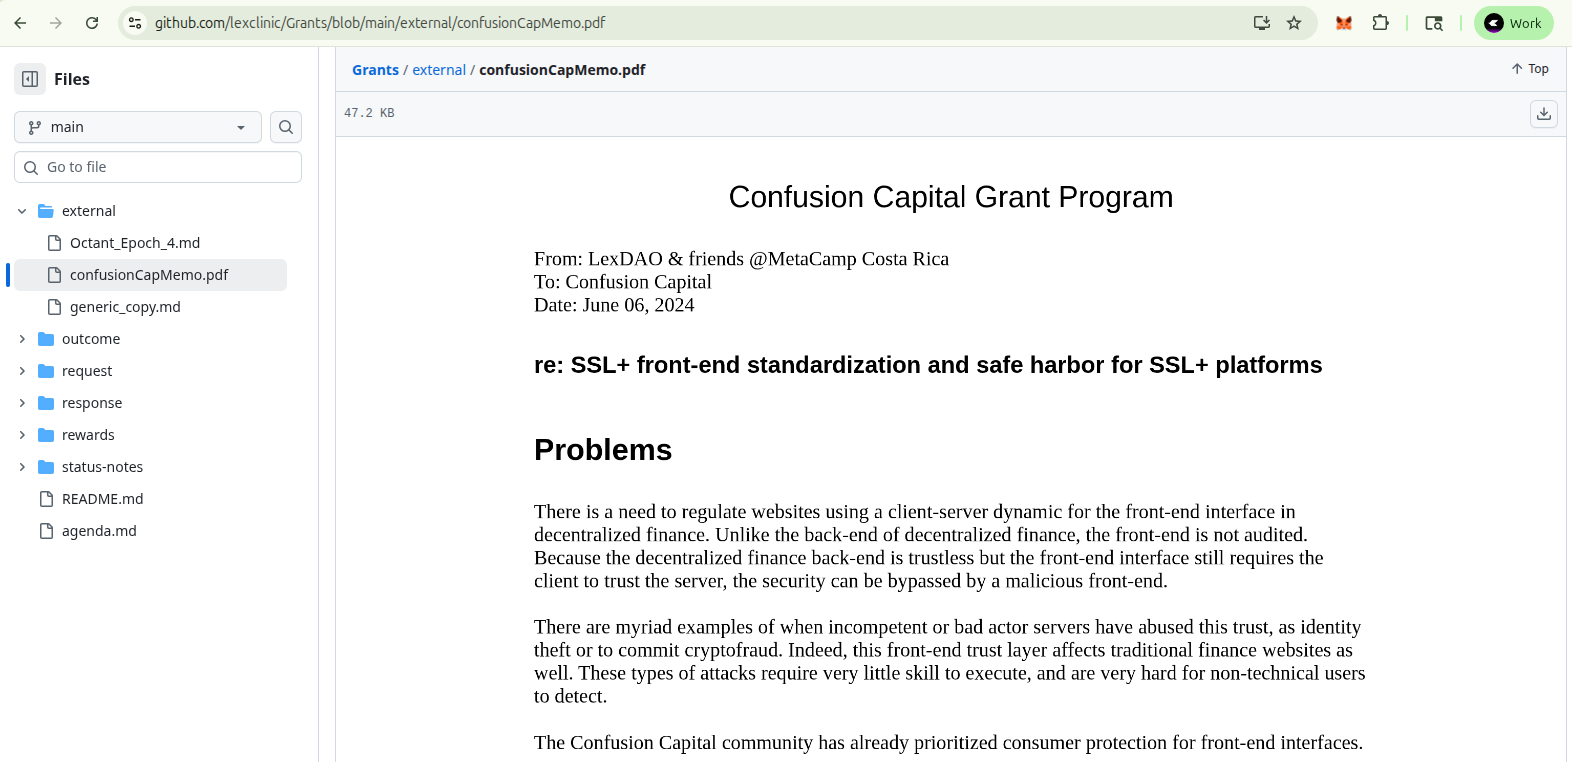 github.com/lexclinic/Grants/blob/main/external/confusionCapMemo.pdf
Work
Files
main
Go to file
external
Octant_Epoch_4.md
confusionCapMemo.pdf
generic_copy.md
outcome
request
response
rewards
status-notes
README.md
agenda.md
Grants / external / confusionCapMemo.pdf
Top
47.2 KB
Confusion Capital Grant Program
From: LexDAO & friends @MetaCamp Costa Rica
To: Confusion Capital
Date: June 06, 2024
re: SSL+ front-end standardization and safe harbor for SSL+ platforms
Problems
There is a need to regulate websites using a client-server dynamic for the front-end interface in
decentralized finance. Unlike the back-end of decentralized finance, the front-end is not audited.
Because the decentralized finance back-end is trustless but the front-end interface still requires the
client to trust the server, the security can be bypassed by a malicious front-end.
There are myriad examples of when incompetent or bad actor servers have abused this trust, as identity
theft or to commit cryptofraud. Indeed, this front-end trust layer affects traditional finance websites as
well. These types of attacks require very little skill to execute, and are very hard for non-technical users
to detect.
The Confusion Capital community has already prioritized consumer protection for front-end interfaces.